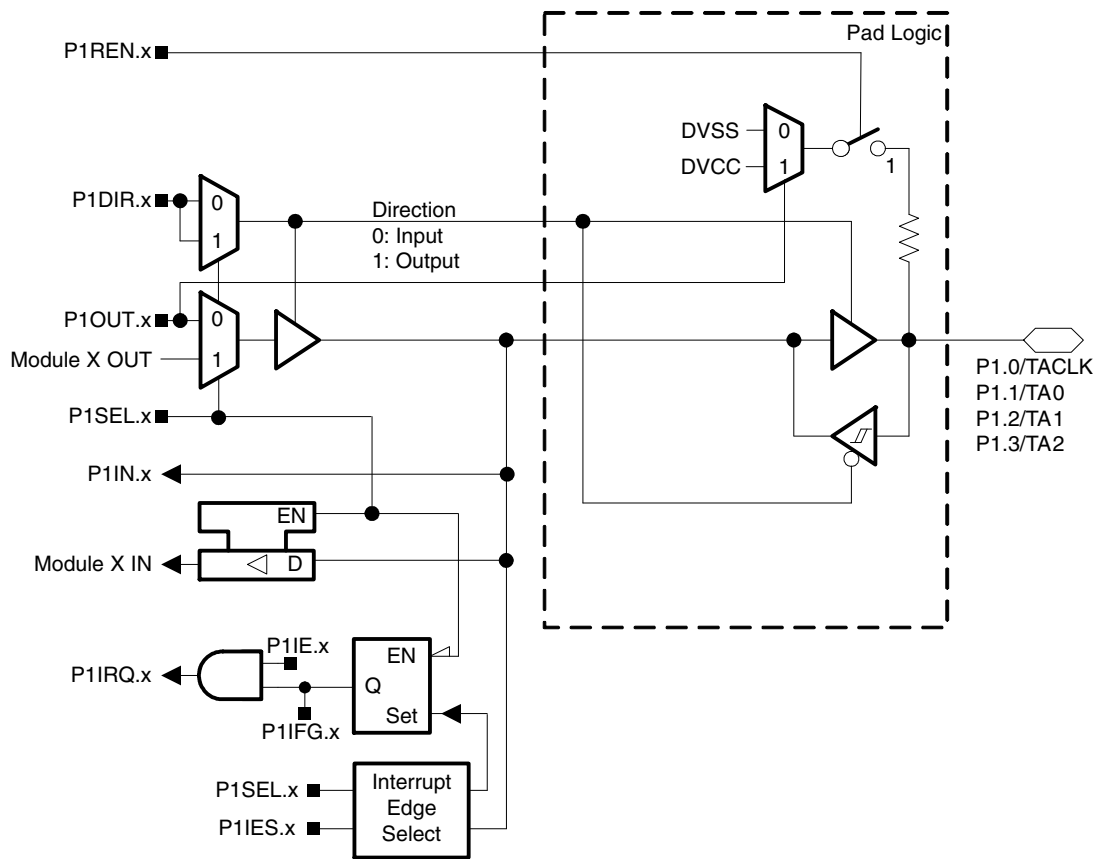 Pad Logic
P1REN.x
DVSS
0
DVCC
1
1
P1DIR.x
0
1
Direction
0: Input
1: Output
P1OUT.x
0
Module X OUT
1
P1.0/TACLK
P1.1/TA0
P1.2/TA1
P1.3/TA2
P1SEL.x
P1IN.x
EN
Module X IN
D
P1IE.x
P1IRQ.x
EN
Q
Set
P1IFG.x
P1SEL.x
P1IES.x
Interrupt
Edge
Select